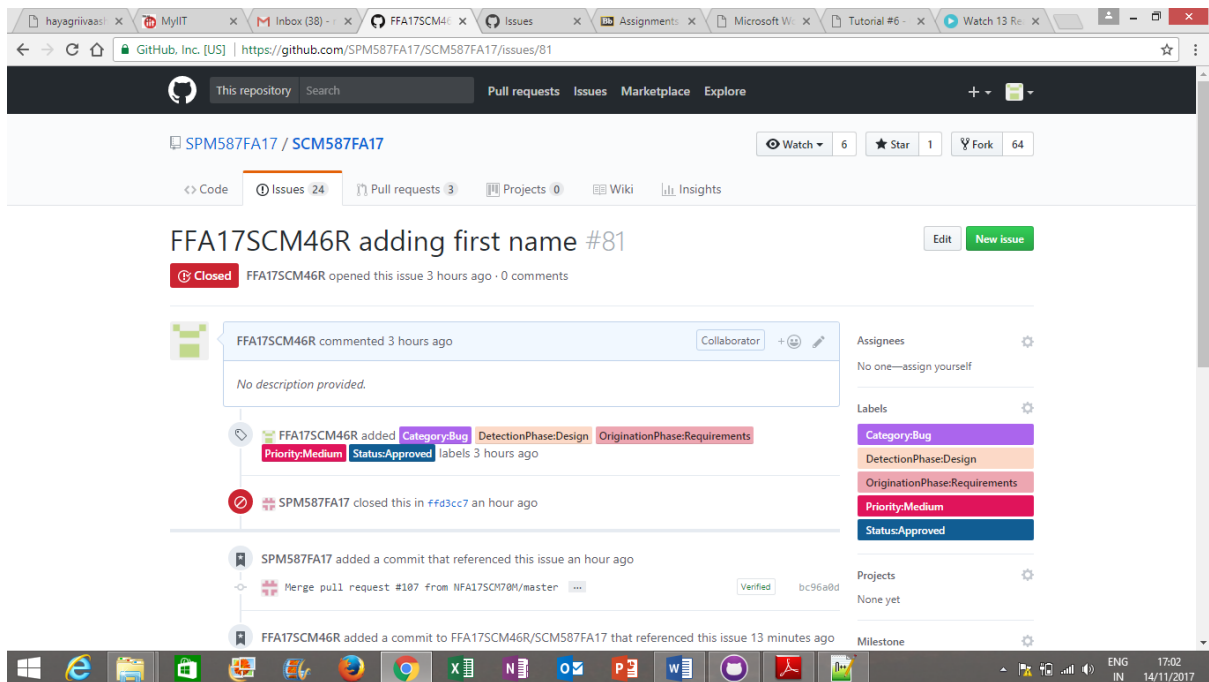 hayagriivaasl
MyIIT
Inbox (38) -
FFA17SCM46
Issues
Assignments
Microsoft Wo
Tutorial #6 -
Watch 13 Re
GitHub, Inc. [US] https://github.com/SPM587FA17/SCM587FA17/issues/81
This repository Search Pull requests Issues Marketplace Explore
SPM587FA17 / SCM587FA17 Watch 6 Star 1 Fork 64
Code Issues 24 Pull requests 3 Projects 0 Wiki Insights
FFA17SCM46R adding first name #81 Edit New issue
Closed FFA17SCM46R opened this issue 3 hours ago · 0 comments
FFA17SCM46R commented 3 hours ago Collaborator
No description provided.
FFA17SCM46R added Category:Bug DetectionPhase:Design OriginationPhase:Requirements
Priority:Medium Status:Approved labels 3 hours ago
SPM587FA17 closed this in ffd3cc7 an hour ago
SPM587FA17 added a commit that referenced this issue an hour ago
Merge pull request #107 from NFA17SCM70M/master … Verified bc96a0d
FFA17SCM46R added a commit to FFA17SCM46R/SCM587FA17 that referenced this issue 13 minutes ago
Assignees
No one—assign yourself
Labels
Category:Bug
DetectionPhase:Design
OriginationPhase:Requirements
Priority:Medium
Status:Approved
Projects
None yet
Milestone
ENG 17:02
IN 14/11/2017